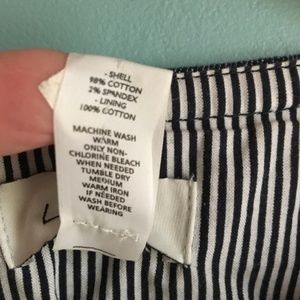 - SHELL
98% COTTON
2% SPANDEX
- LINING
100% COTTON
MACHINE WASH
WARM
ONLY NON-
CHLORINE BLEACH
WHEN NEEDED
TUMBLE DRY
MEDIUM
WARM IRON
IF NEEDED
WASH BEFORE
WEARING